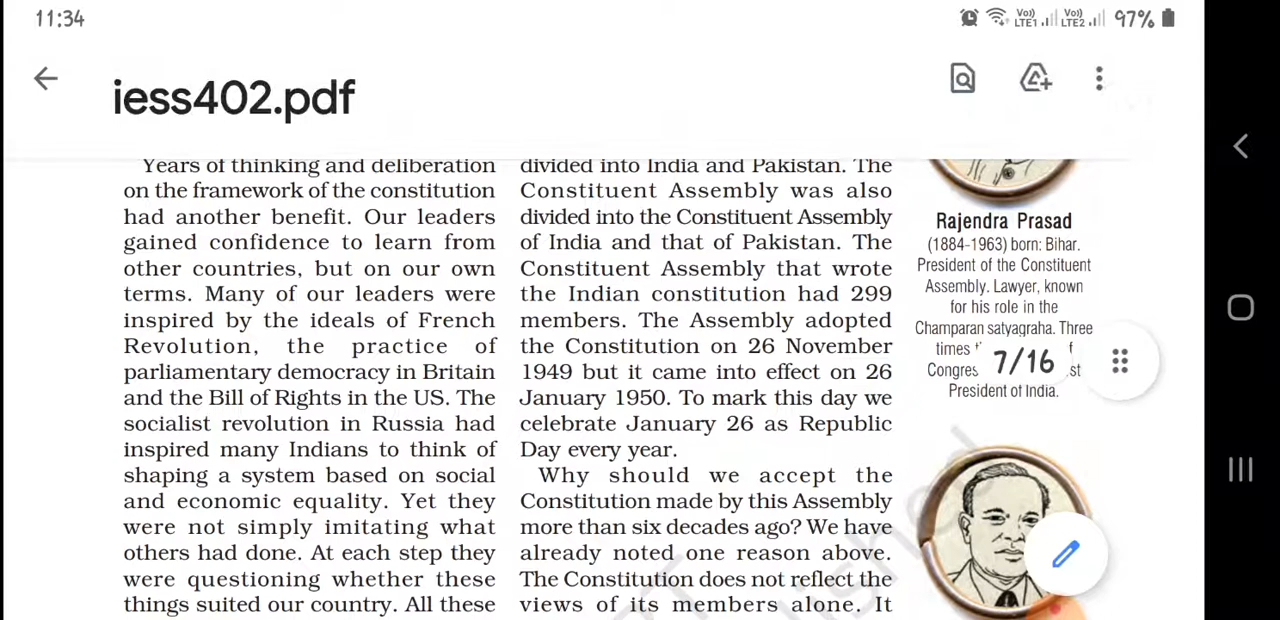 11:34
Vo)) LTE1 Vo)) LTE2 97%
iess402.pdf
Years of thinking and deliberation
on the framework of the constitution
had another benefit. Our leaders
gained confidence to learn from
other countries, but on our own
terms. Many of our leaders were
inspired by the ideals of French
Revolution, the practice of
parliamentary democracy in Britain
and the Bill of Rights in the US. The
socialist revolution in Russia had
inspired many Indians to think of
shaping a system based on social
and economic equality. Yet they
were not simply imitating what
others had done. At each step they
were questioning whether these
things suited our country. All these
divided into India and Pakistan. The
Constituent Assembly was also
divided into the Constituent Assembly
of India and that of Pakistan. The
Constituent Assembly that wrote
the Indian constitution had 299
members. The Assembly adopted
the Constitution on 26 November
1949 but it came into effect on 26
January 1950. To mark this day we
celebrate January 26 as Republic
Day every year.
Why should we accept the
Constitution made by this Assembly
more than six decades ago? We have
already noted one reason above.
The Constitution does not reflect the
views of its members alone. It
Rajendra Prasad
(1884-1963) born: Bihar.
President of the Constituent
Assembly. Lawyer, known
for his role in the
Champaran satyagraha. Three
times
Congres
President of India.
7/16